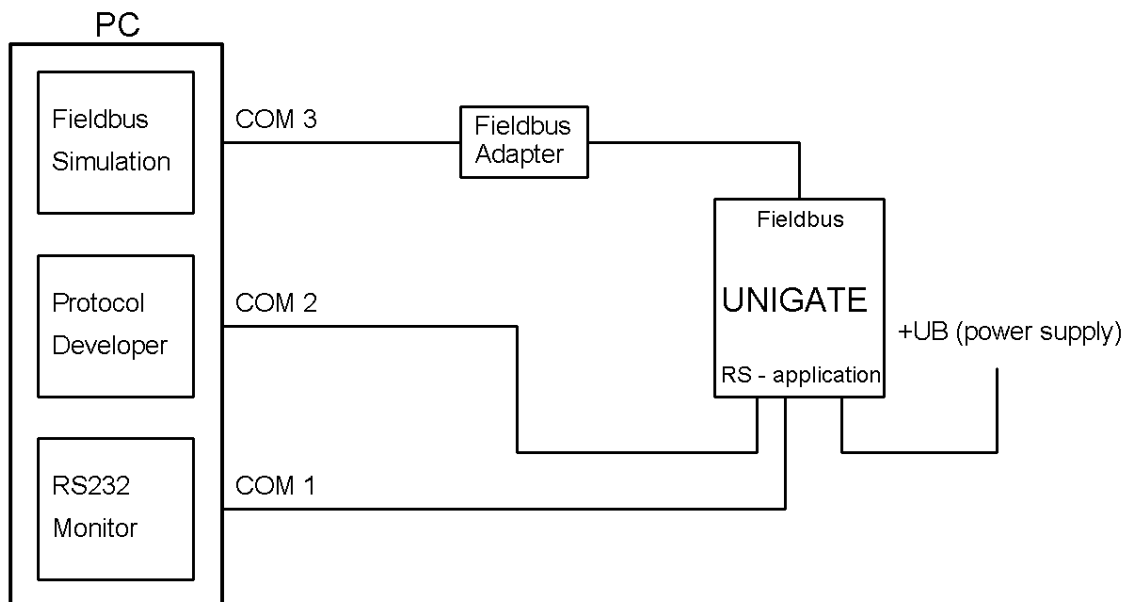 PC
Fieldbus
Simulation
COM 3
Fieldbus
Adapter
Fieldbus
UNIGATE
RS - application
+UB (power supply)
Protocol
Developer
COM 2
RS232
Monitor
COM 1